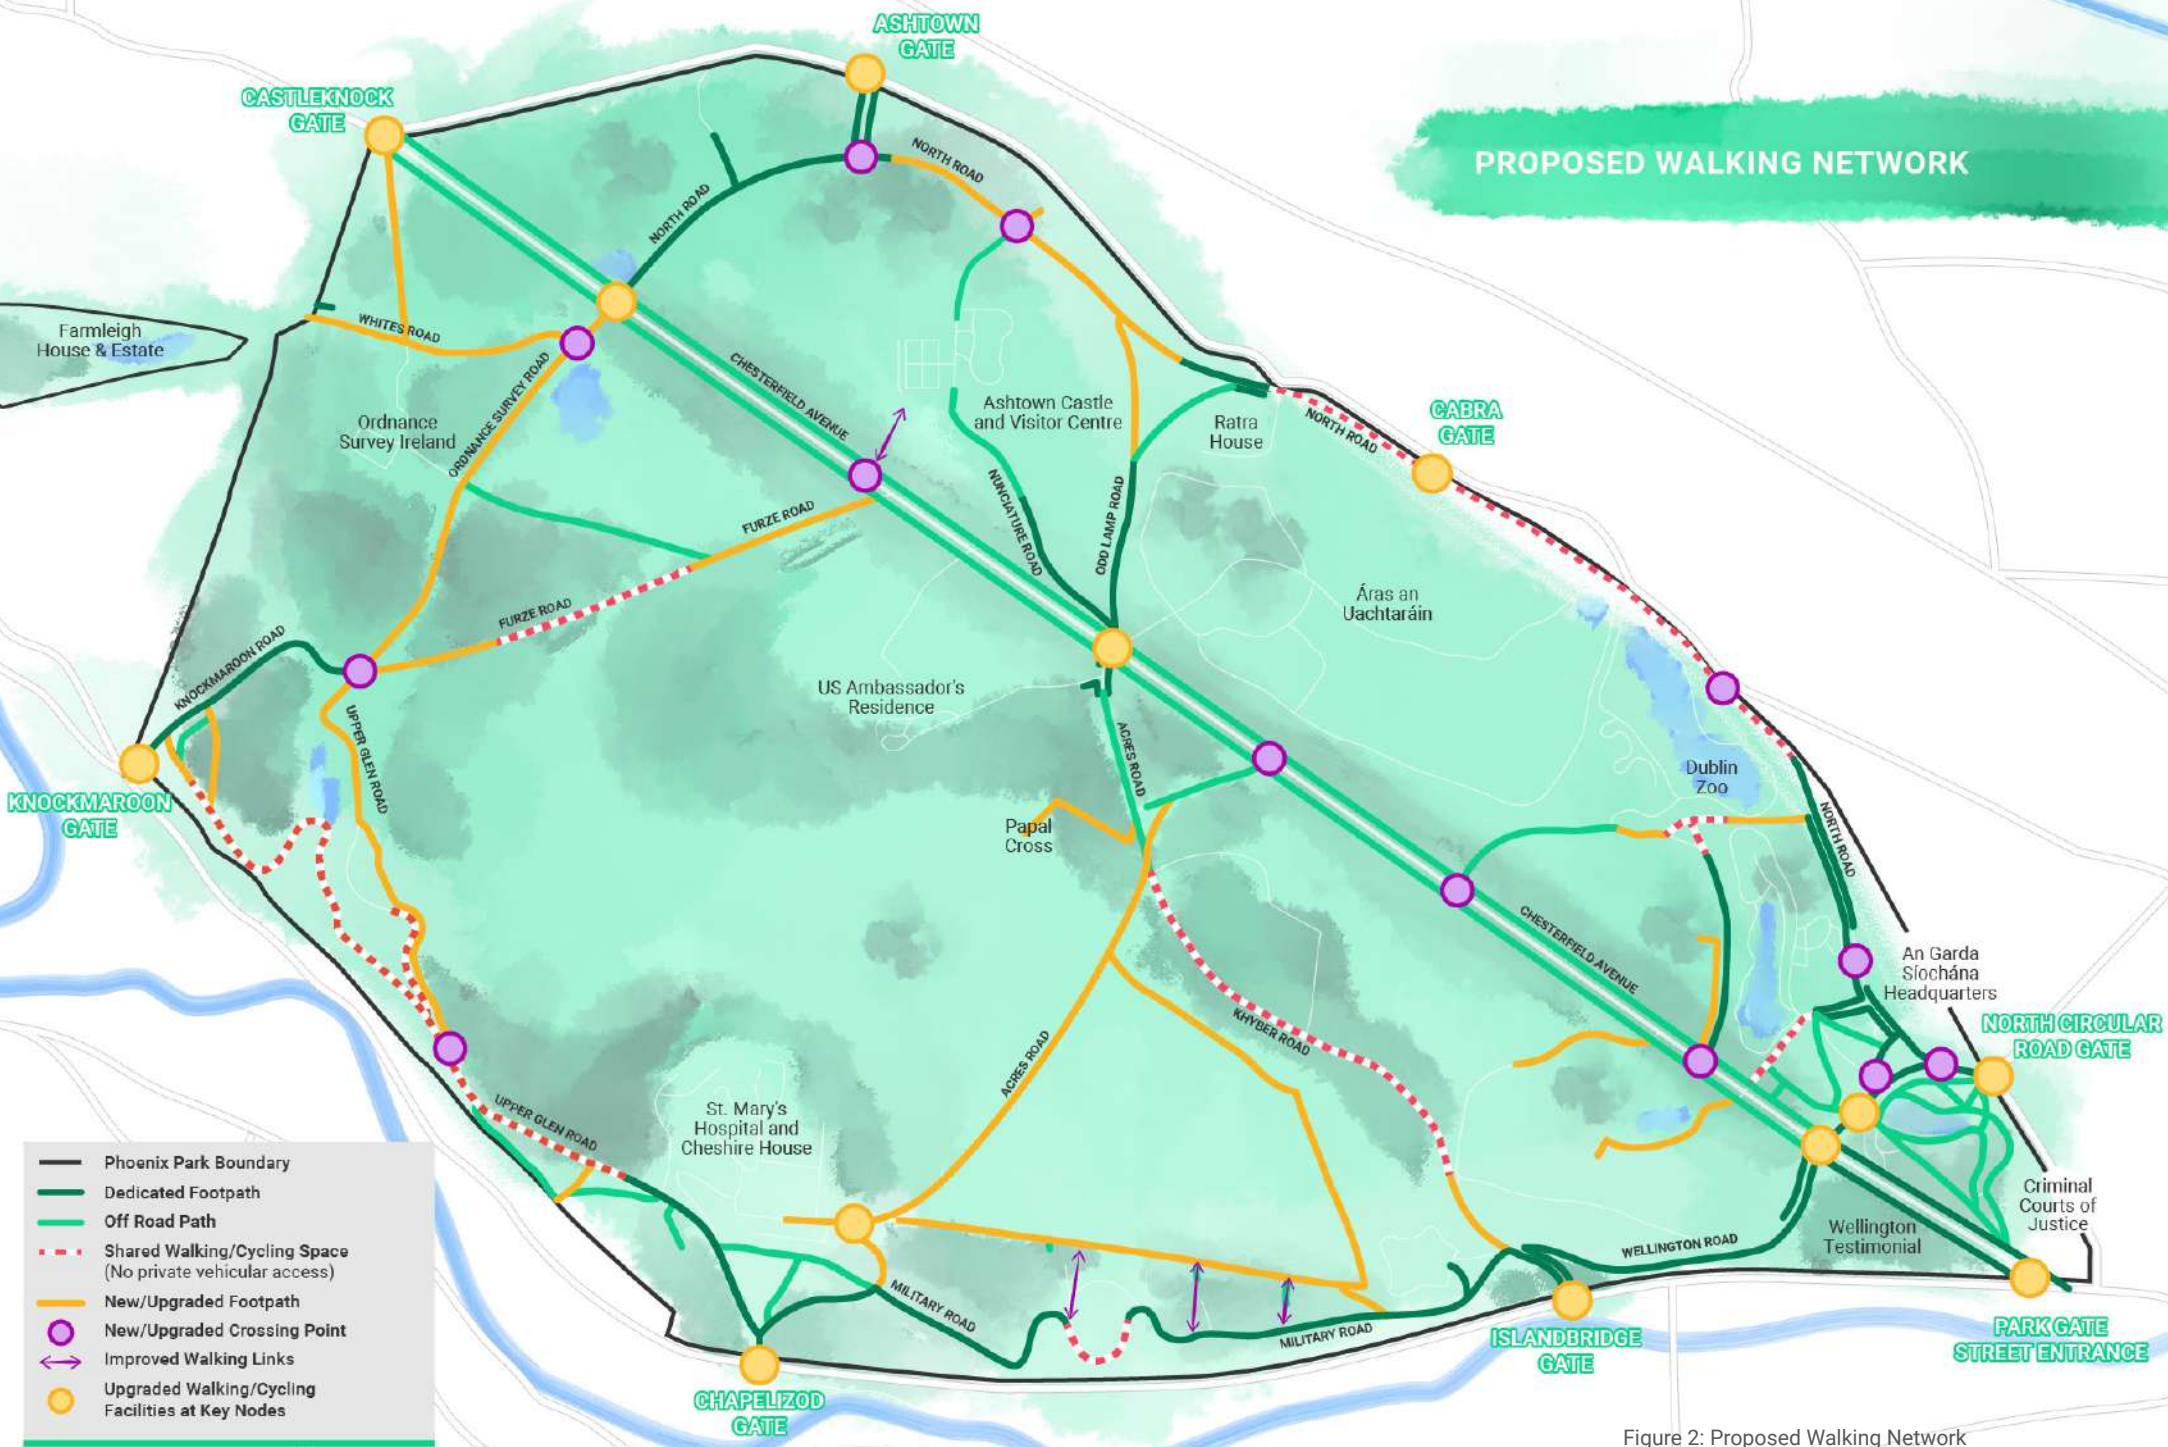 ASHTOWN
GATE
CASTLEKNOCK
GATE
PROPOSED WALKING NETWORK
NORTH ROAD
NORTH ROAD
Farmleigh
House & Estate
WHITES ROAD
CHESTERFIELD AVENUE
ORDNANCE SURVEY ROAD
Ordnance
Survey Ireland
Ashtown Castle
and Visitor Centre
Ratra
House
NORTH ROAD
CABRA
GATE
NUNCIATURE ROAD
ODD LAMP ROAD
FURZE ROAD
FURZE ROAD
Áras an
Uachtaráin
KNOCKMAROON ROAD
US Ambassador's
Residence
UPPER GLEN ROAD
ACRES ROAD
Dublin
Zoo
KNOCKMAROON
GATE
Papal
Cross
NORTH ROAD
CHESTERFIELD AVENUE
An Garda
Síochána
Headquarters
KHYBER ROAD
NORTH CIRCULAR
ROAD GATE
ACRES ROAD
UPPER GLEN ROAD
St. Mary's
Hospital and
Cheshire House
Criminal
Courts of
Justice
Wellington
Testimonial
WELLINGTON ROAD
MILITARY ROAD
MILITARY ROAD
ISLANDBRIDGE
GATE
PARK GATE
STREET ENTRANCE
CHAPELIZOD
GATE
Phoenix Park Boundary
Dedicated Footpath
Off Road Path
Shared Walking/Cycling Space
(No private vehicular access)
New/Upgraded Footpath
New/Upgraded Crossing Point
Improved Walking Links
Upgraded Walking/Cycling
Facilities at Key Nodes
Figure 2: Proposed Walking Network